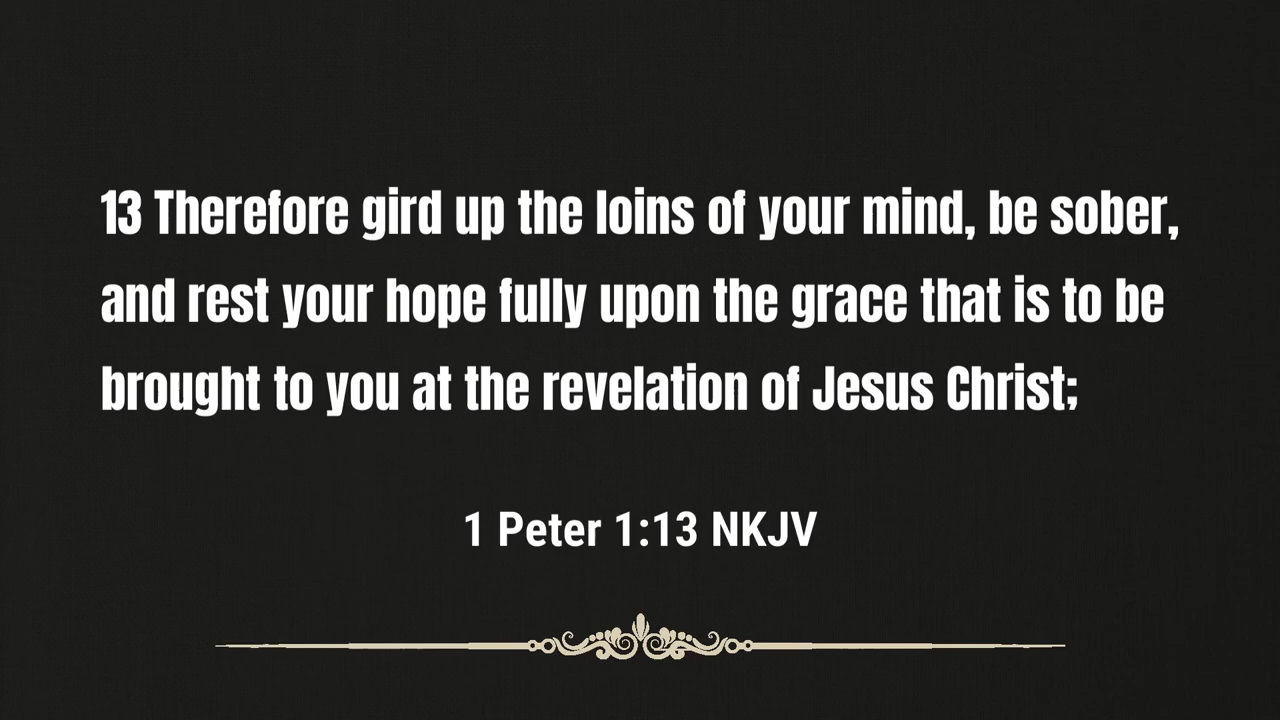 13 Therefore gird up the loins of your mind, be sober,
and rest your hope fully upon the grace that is to be
brought to you at the revelation of Jesus Christ;
1 Peter 1:13 NKJV